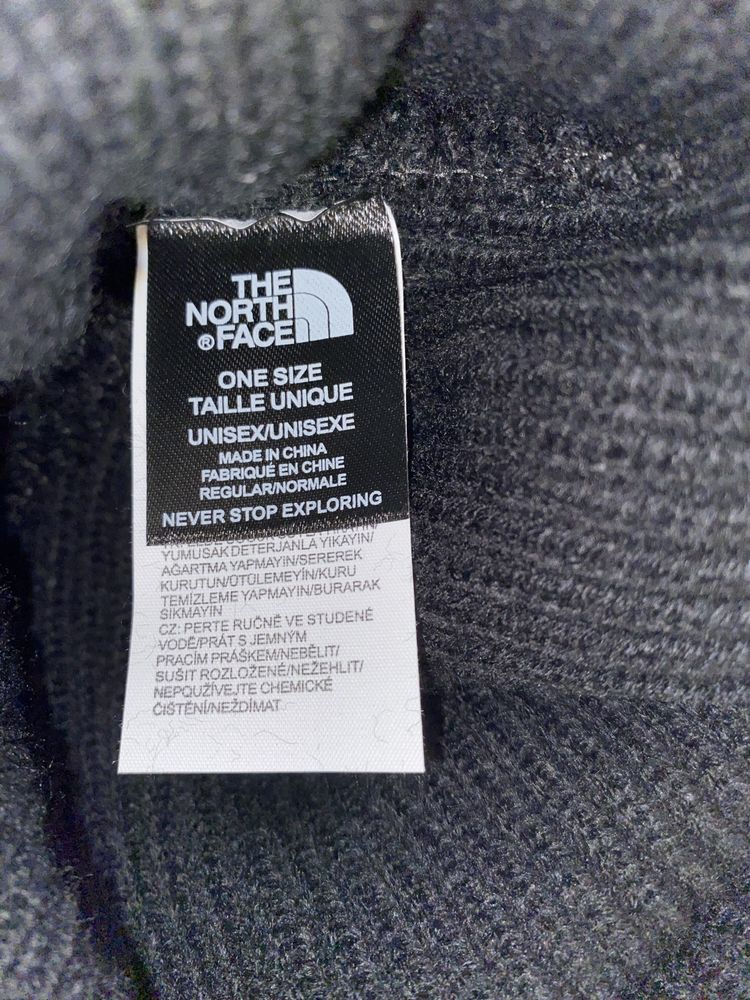 THE
NORTH
®FACE
ONE SIZE
TAILLE UNIQUE
UNISEX/UNISEXE
MADE IN CHINA
FABRIQUÉ EN CHINE
REGULAR/NORMALE
NEVER STOP EXPLORING
YUMUŞAK DETERJANLA YIKAYIN/
AĞARTMA YAPMAYIN/SEREREK
KURUTUN/ÜTÜLEMEYİN/KURU
TEMİZLEME YAPMAYIN/BURARAK
SIKMAYIN
CZ: PERTE RUČNĚ VE STUDENÉ
VODĚ/PRÁT S JEMNÝM
PRACÍM PRÁŠKEM/NEBĚLIT/
SUŠIT ROZLOŽENÉ/NEŽEHLIT/
NEPOUŽÍVEJTE CHEMICKÉ
ČIŠTĚNÍ/NEŽDÍMAT